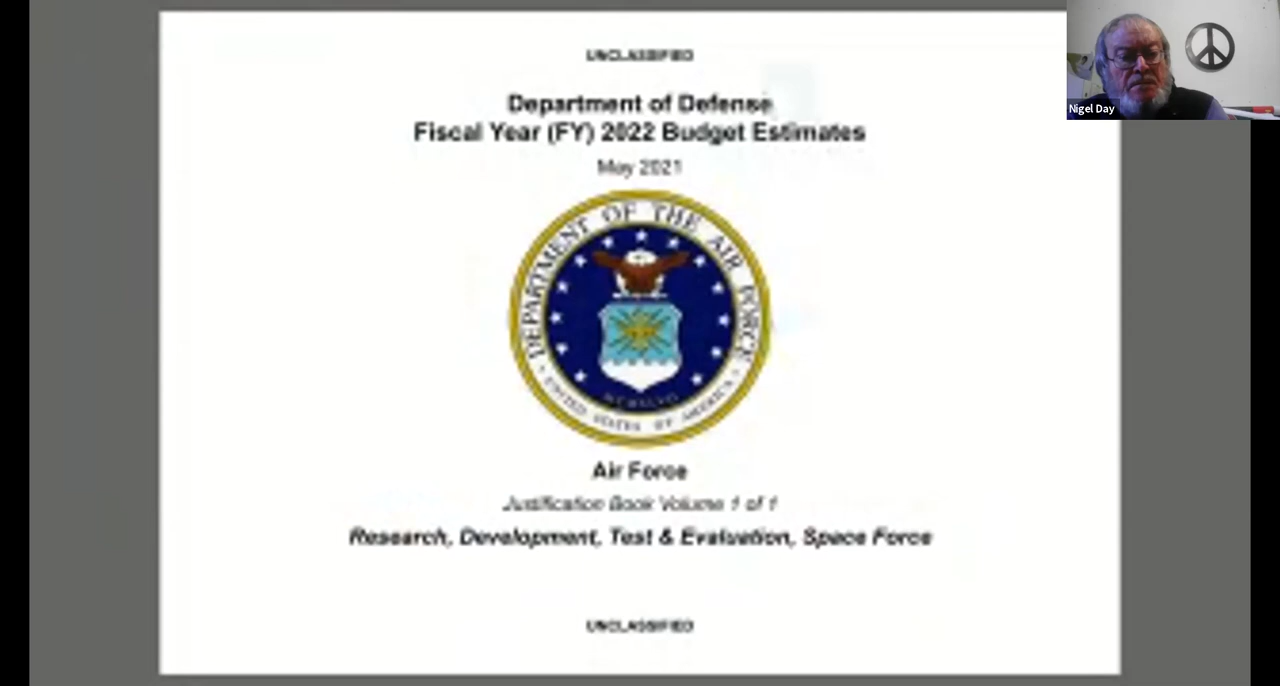 UNCLASSIFIED
Department of Defense
Fiscal Year (FY) 2022 Budget Estimates
May 2021
DEPARTMENT OF THE AIR FORCE
UNITED STATES OF AMERICA
MCMXLVII
Air Force
Justification Book Volume 1 of 1
Research, Development, Test & Evaluation, Space Force
UNCLASSIFIED
Nigel Day